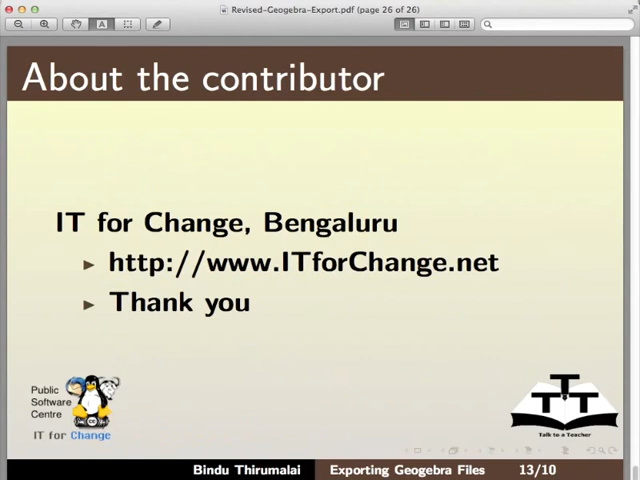 Revised-Geogebra-Export.pdf (page 26 of 26)
About the contributor
IT for Change, Bengaluru
http://www.ITforChange.net
Thank you
Public
Software
Centre
IT for Change
TTT
Talk to a Teacher
Bindu Thirumalai Exporting Geogebra Files 13/10